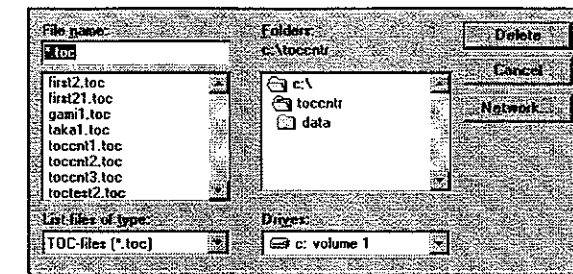 File name:
*.toc
first2.toc
first21.toc
gami1.toc
taka1.toc
toccnt1.toc
toccnt2.toc
toccnt3.toc
toctest2.toc
List files of type:
TOC-files (*.toc)
Folders:
c:\toccntr
c:\
toccntr
data
Drives:
c: volume 1
Delete
Cancel
Network...